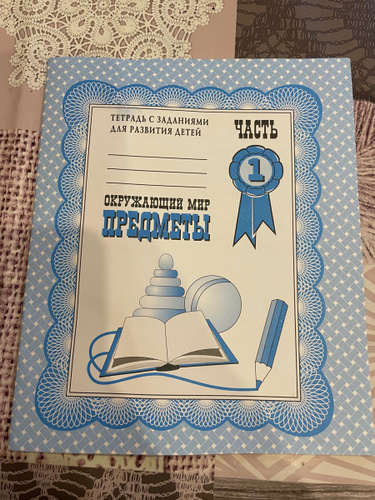 ТЕТРАДЬ С ЗАДАНИЯМИ
ДЛЯ РАЗВИТИЯ ДЕТЕЙ
ЧАСТЬ
1
ОКРУЖАЮЩИЙ МИР
ПРЕДМЕТЫ